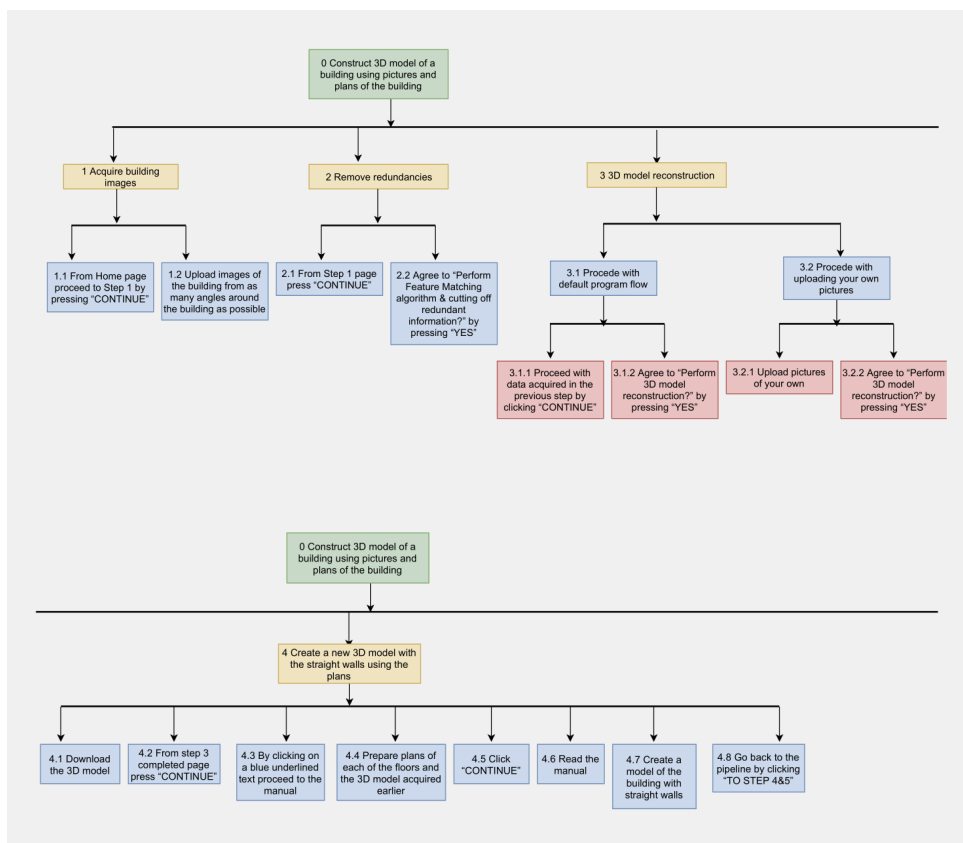 0 Construct 3D model of a
building using pictures and
plans of the building
1 Acquire building
images
2 Remove redundancies
3 3D model reconstruction
1.1 From Home page
proceed to Step 1 by
pressing “CONTINUE”
1.2 Upload images of
the building from as
many angles around
the building as possible
2.1 From Step 1 page
press “CONTINUE”
2.2 Agree to “Perform
Feature Matching
algorithm & cutting off
redundant
information?” by
pressing “YES”
3.1 Procede with
default program flow
3.2 Procede with
uploading your own
pictures
3.1.1 Proceed with
data acquired in the
previous step by
clicking “CONTINUE”
3.1.2 Agree to “Perform
3D model
reconstruction?” by
pressing “YES”
3.2.1 Upload pictures
of your own
3.2.2 Agree to “Perform
3D model
reconstruction?” by
pressing “YES”
0 Construct 3D model of a
building using pictures and
plans of the building
4 Create a new 3D model with
the straight walls using the
plans
4.1 Download
the 3D model
4.2 From step 3
completed page
press “CONTINUE”
4.3 By clicking on
a blue underlined
text proceed to the
manual
4.4 Prepare plans of
each of the floors and
the 3D model acquired
earlier
4.5 Click
“CONTINUE”
4.6 Read the
manual
4.7 Create a
model of the
building with
straight walls
4.8 Go back to the
pipeline by clicking
“TO STEP 4&5”